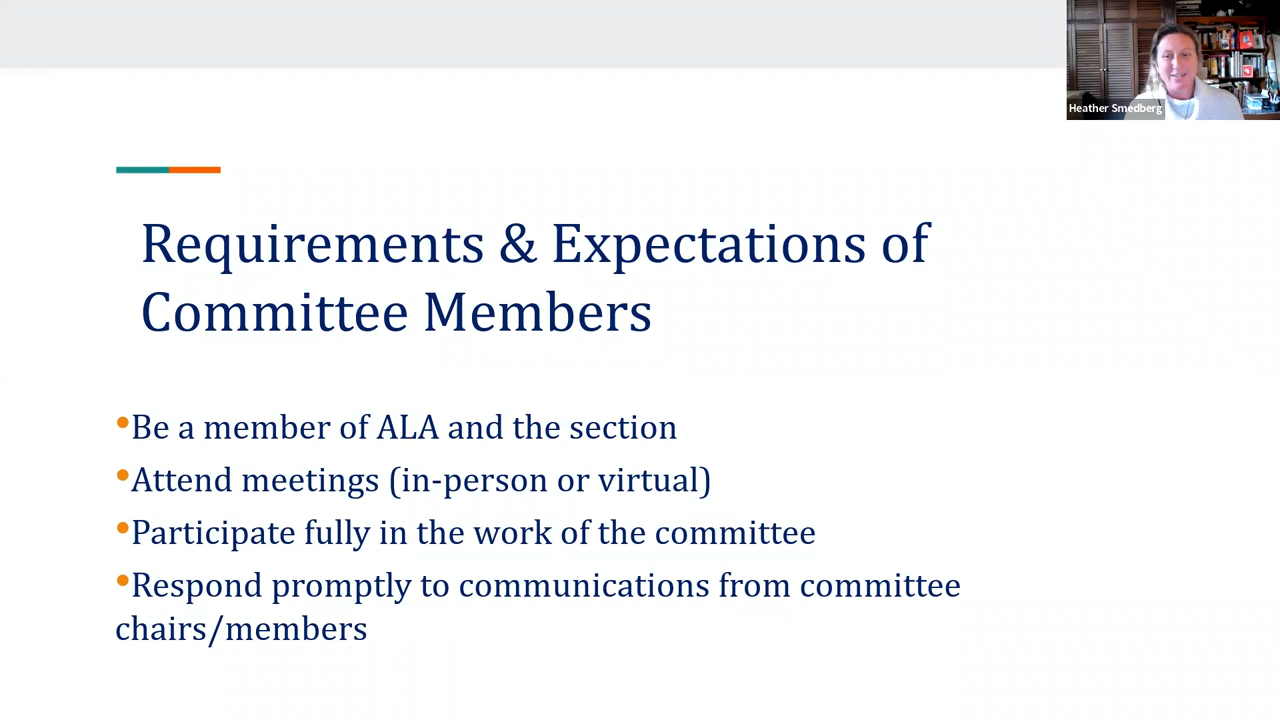 Heather Smedberg
Requirements & Expectations of
Committee Members
•Be a member of ALA and the section
•Attend meetings (in-person or virtual)
•Participate fully in the work of the committee
•Respond promptly to communications from committee
chairs/members